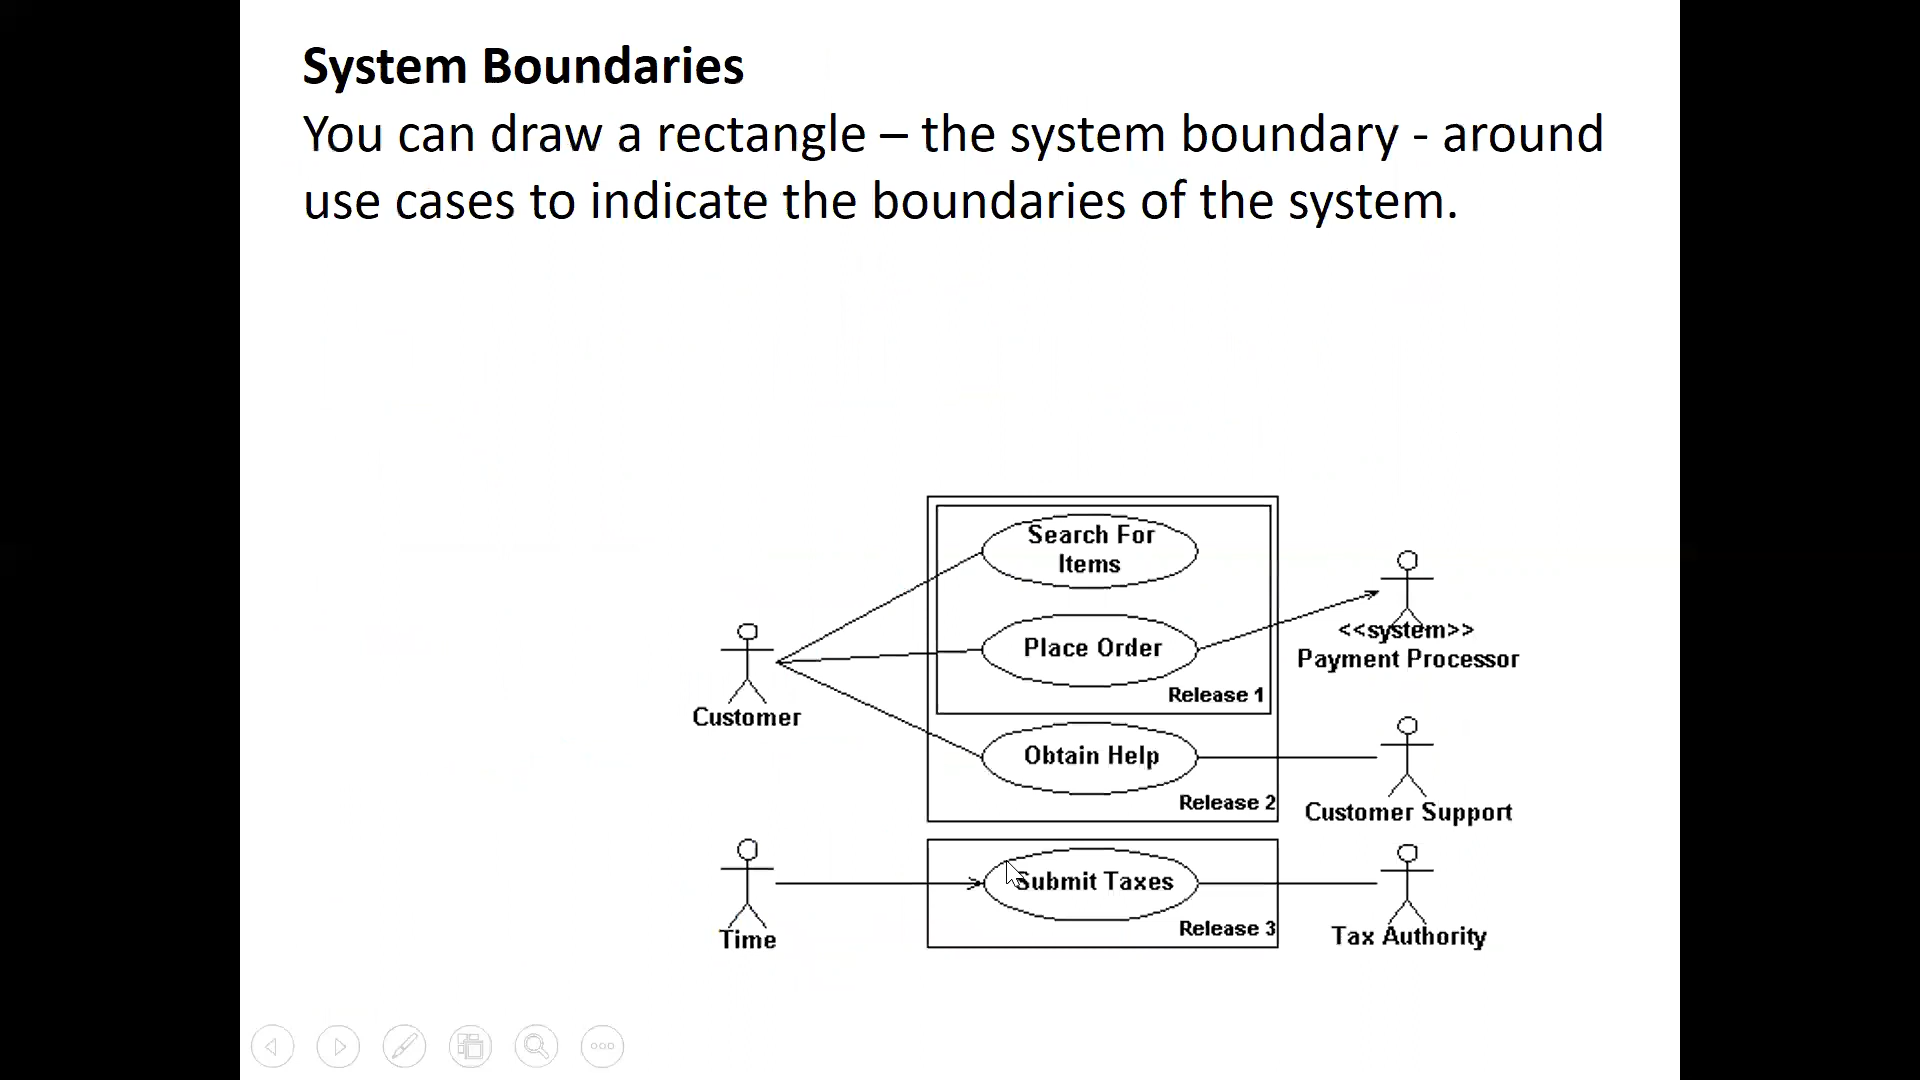 System Boundaries
You can draw a rectangle – the system boundary - around
use cases to indicate the boundaries of the system.
Search For
Items
Place Order
Release 1
<<system>>
Payment Processor
Customer
Obtain Help
Release 2
Customer Support
Submit Taxes
Release 3
Time
Tax Authority